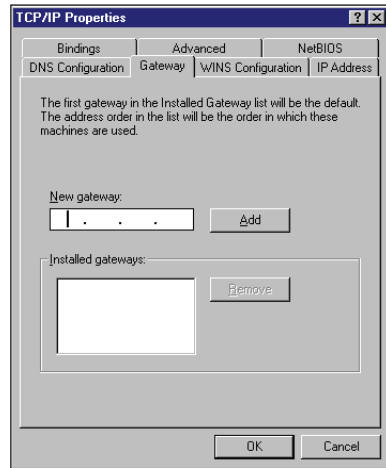 TCP/IP Properties
? ×
Bindings
Advanced
NetBIOS
DNS Configuration
Gateway
WINS Configuration
IP Address
The first gateway in the Installed Gateway list will be the default.
The address order in the list will be the order in which these
machines are used.
New gateway:
. . .
Add
Installed gateways:
Remove
OK
Cancel